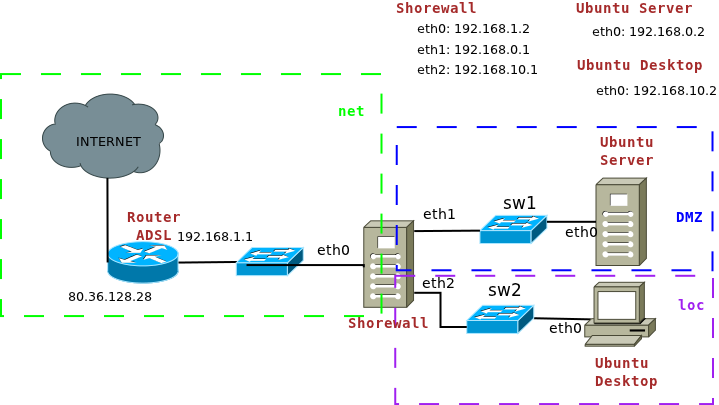 Shorewall
eth0: 192.168.1.2
eth1: 192.168.0.1
eth2: 192.168.10.1
Ubuntu Server
eth0: 192.168.0.2
Ubuntu Desktop
eth0: 192.168.10.2
net
INTERNET
Router
ADSL
192.168.1.1
80.36.128.28
eth0
Shorewall
eth1
sw1
eth0
Ubuntu
Server
DMZ
eth2
sw2
eth0
loc
Ubuntu
Desktop